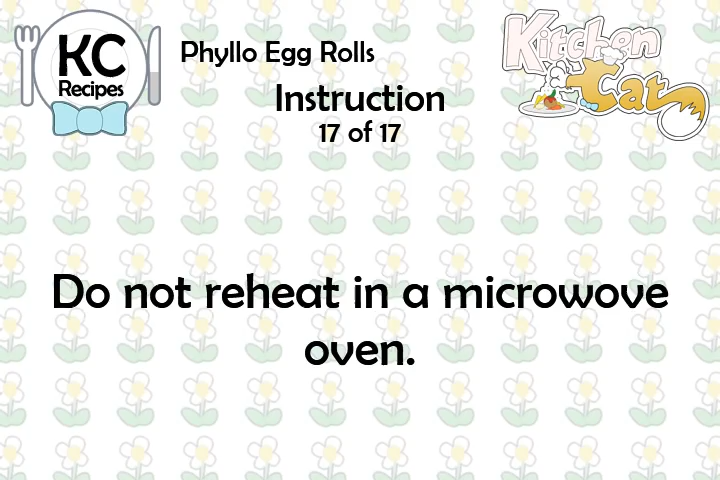 KC
Recipes
Phyllo Egg Rolls
Kitchen
Cat
Instruction
17 of 17
Do not reheat in a microwove
oven.